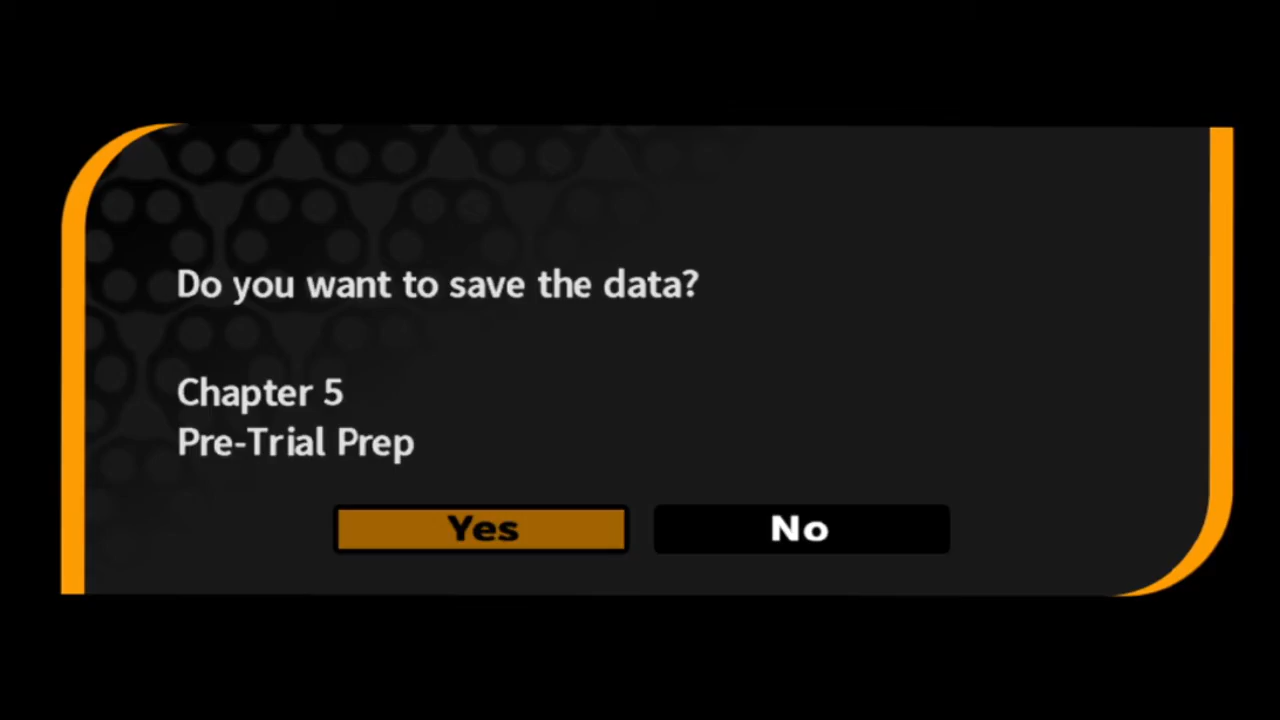 Do you want to save the data?
Chapter 5
Pre-Trial Prep
Yes
No